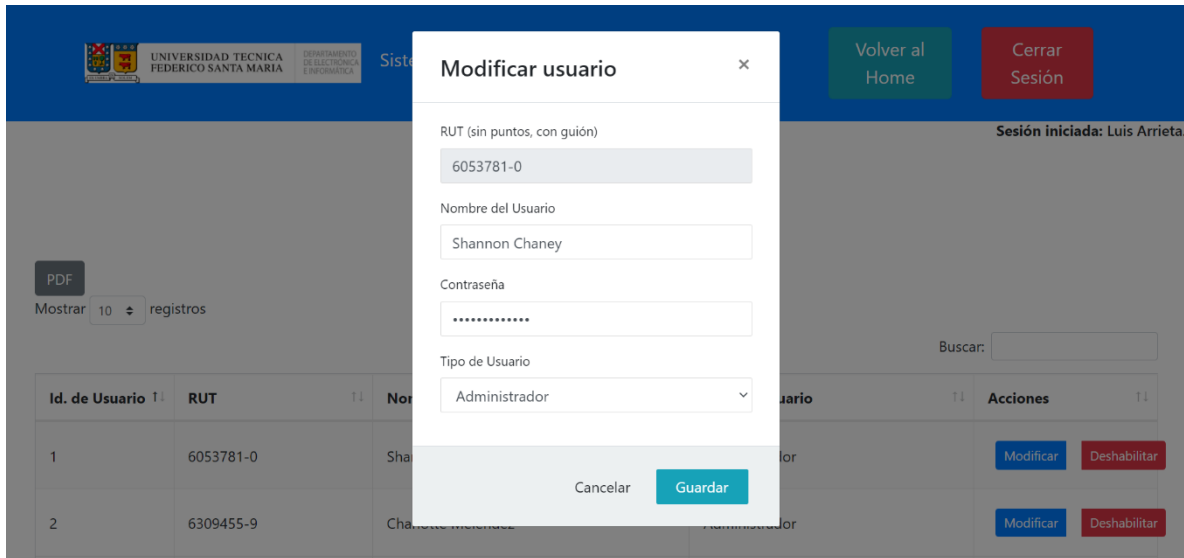 UNIVERSIDAD TECNICA
FEDERICO SANTA MARIA
DEPARTAMENTO
DE ELECTRÓNICA
E INFORMÁTICA
Volver al
Home
Cerrar
Sesión
Sesión iniciada: Luis Arrieta.
Modificar usuario ×
RUT (sin puntos, con guión)
6053781-0
Nombre del Usuario
Shannon Chaney
Contraseña
•••••••••••••
Tipo de Usuario
Administrador
Cancelar Guardar
PDF
Mostrar 10 registros
Buscar:
Id. de Usuario RUT Acciones
1 6053781-0 Modificar Deshabilitar
2 6309455-9 Modificar Deshabilitar